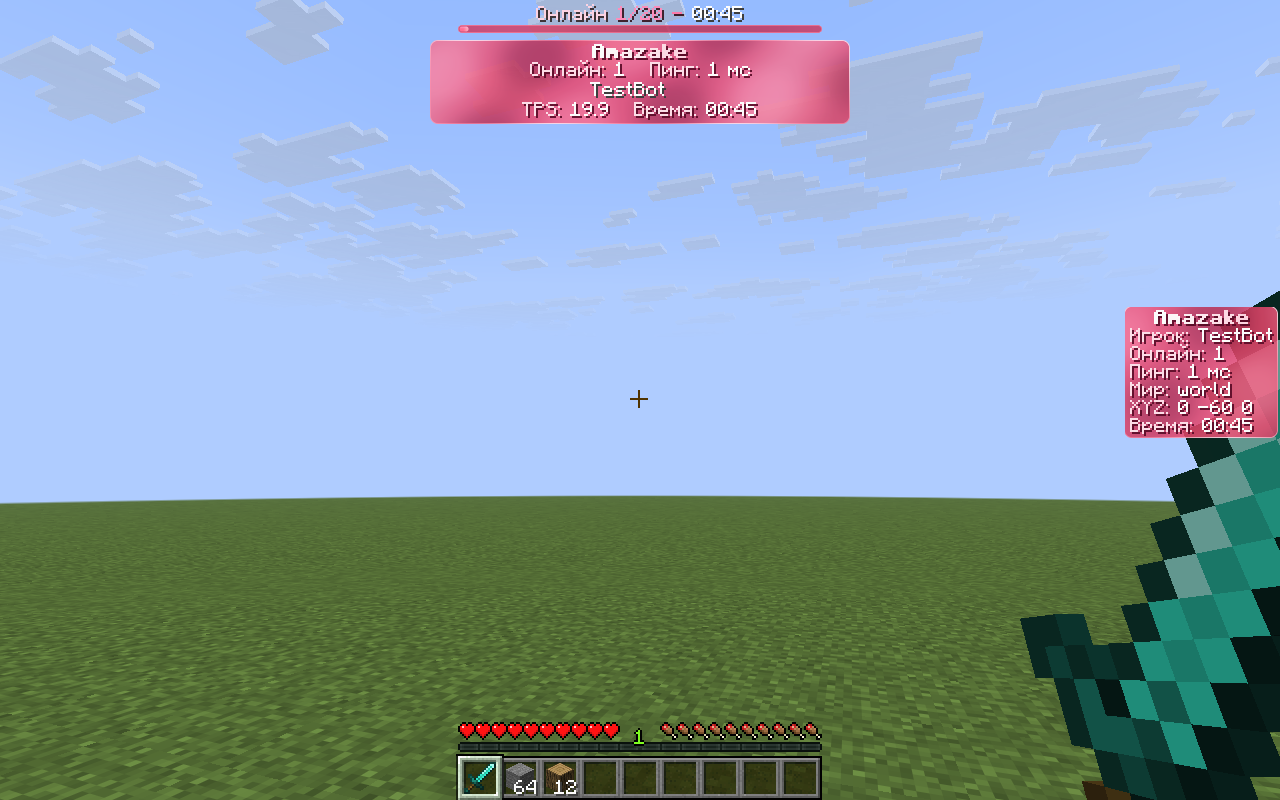 Онлайн 1/20 – 00:45
Amazake
Онлайн: 1 Пинг: 1 мс
TestBot
TPS: 19.9 Время: 00:45
Amazake
Игрок: TestBot
Онлайн: 1
Пинг: 1 мс
Мир: world
XYZ: 0 -60 0
Время: 00:45
1
64 12